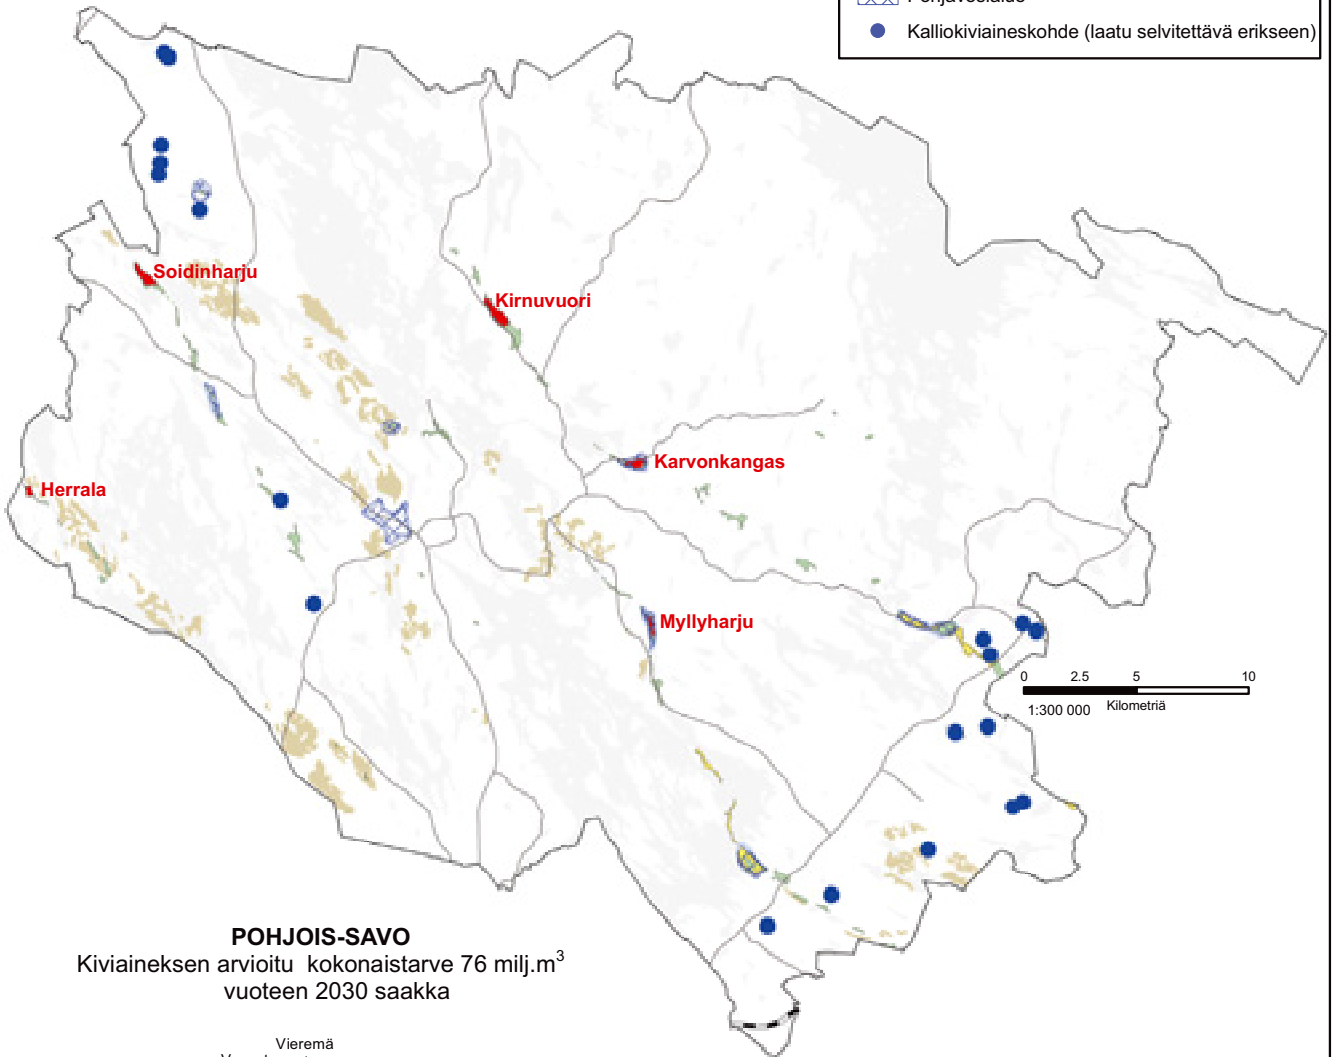 Kalliokiviaineskohde (laatu selvitettävä erikseen)
Soidinharju
Kirnuvuori
Karvonkangas
Herrala
Myllyharju
0 2.5 5 10
1:300 000 Kilometriä
POHJOIS-SAVO
Kiviaineksen arvioitu kokonaistarve 76 milj.m³
vuoteen 2030 saakka
Vieremä